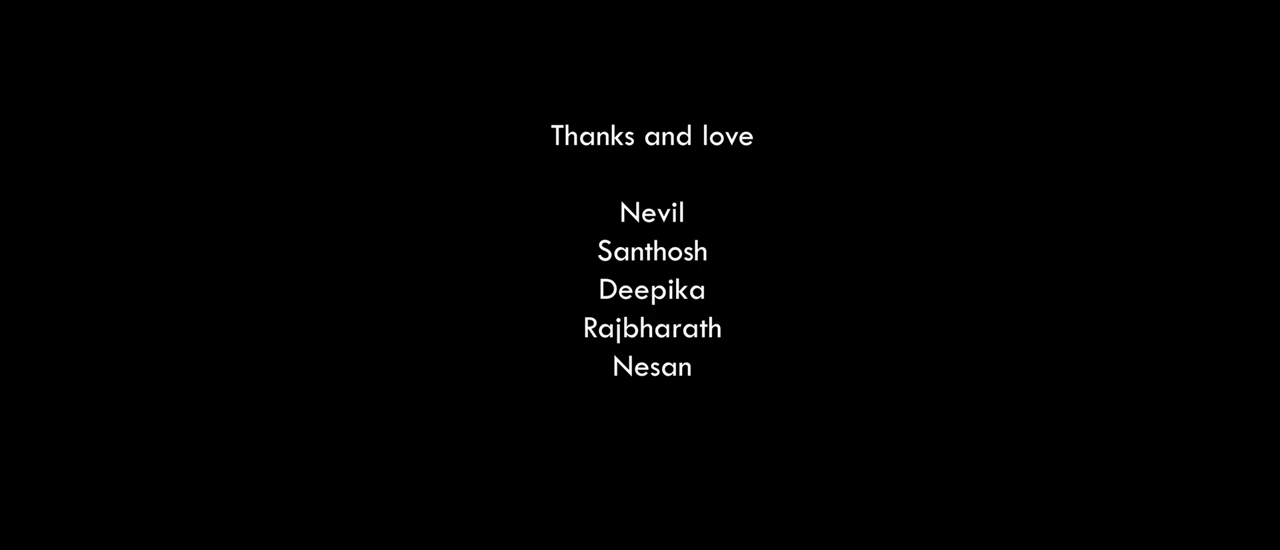 Thanks and love
Nevil
Santhosh
Deepika
Rajbharath
Nesan